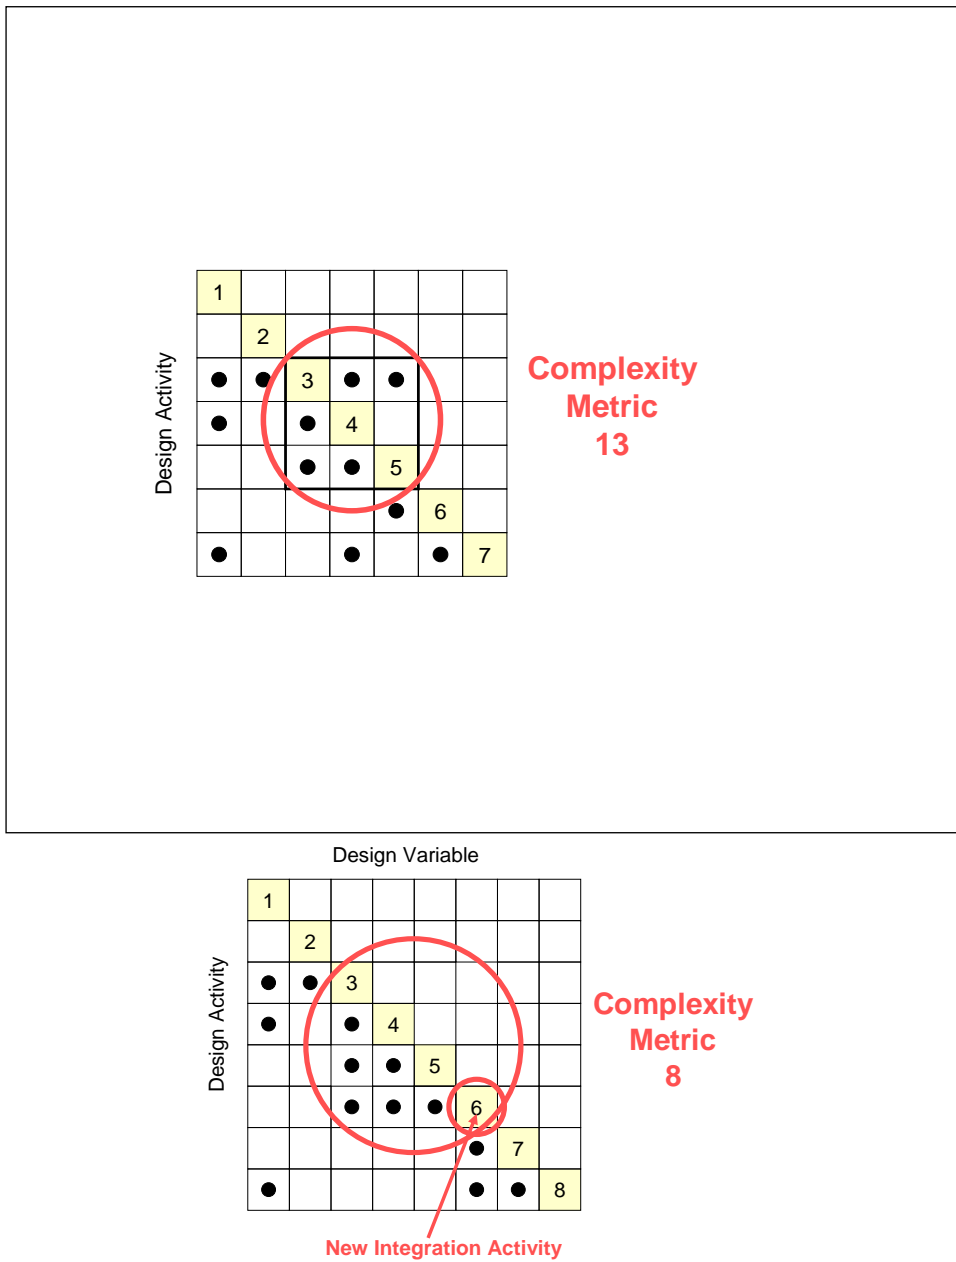 1
2
3
4
5
6
7
Design Activity
Complexity
Metric
13
Design Variable
1
2
3
4
5
6
7
8
Design Activity
Complexity
Metric
8
New Integration Activity